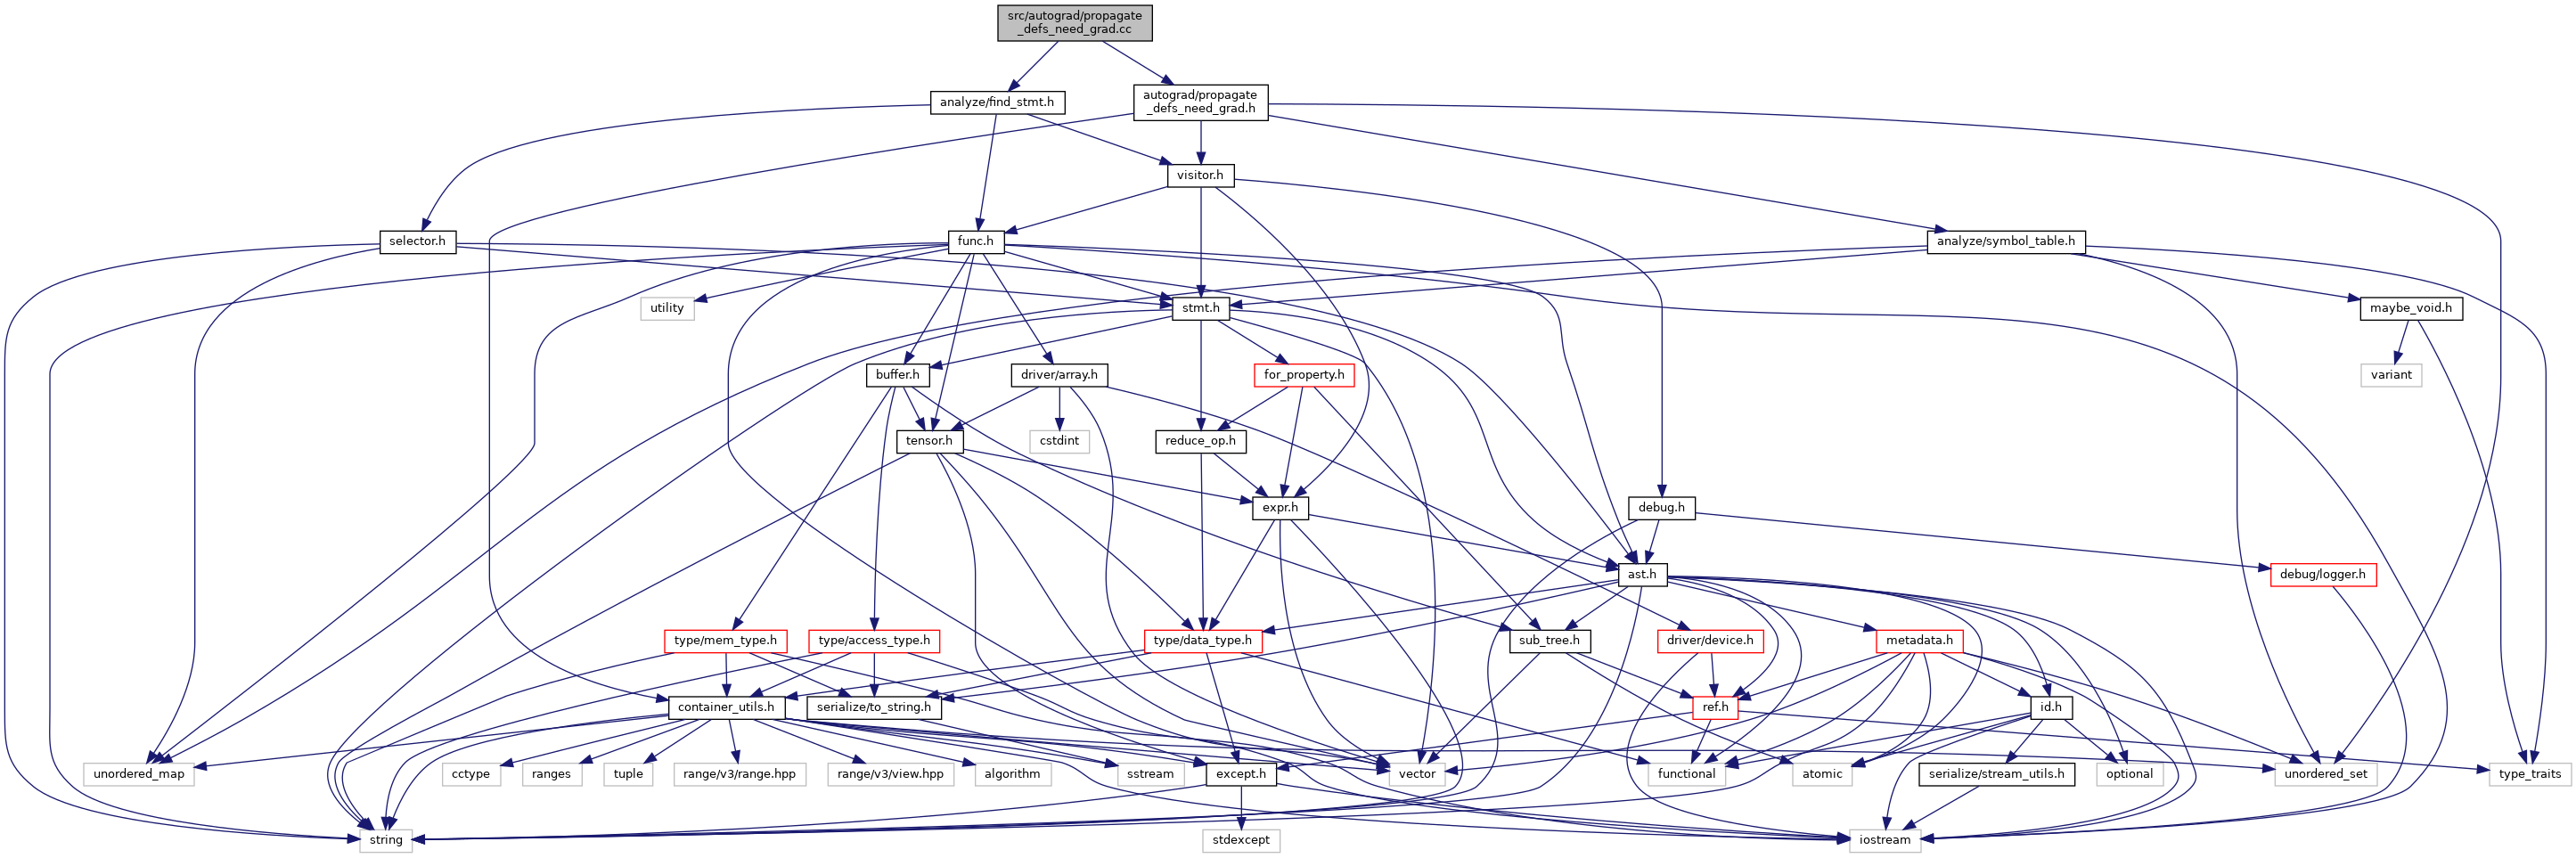 src/autograd/propagate
_defs_need_grad.cc
analyze/find_stmt.h
autograd/propagate
_defs_need_grad.h
visitor.h
selector.h
func.h
analyze/symbol_table.h
utility
stmt.h
maybe_void.h
buffer.h
driver/array.h
for_property.h
variant
tensor.h
cstdint
reduce_op.h
expr.h
debug.h
ast.h
debug/logger.h
type/mem_type.h
type/access_type.h
type/data_type.h
sub_tree.h
driver/device.h
metadata.h
container_utils.h
serialize/to_string.h
ref.h
id.h
unordered_map
cctype
ranges
tuple
range/v3/range.hpp
range/v3/view.hpp
algorithm
sstream
except.h
vector
functional
atomic
serialize/stream_utils.h
optional
unordered_set
type_traits
string
stdexcept
iostream